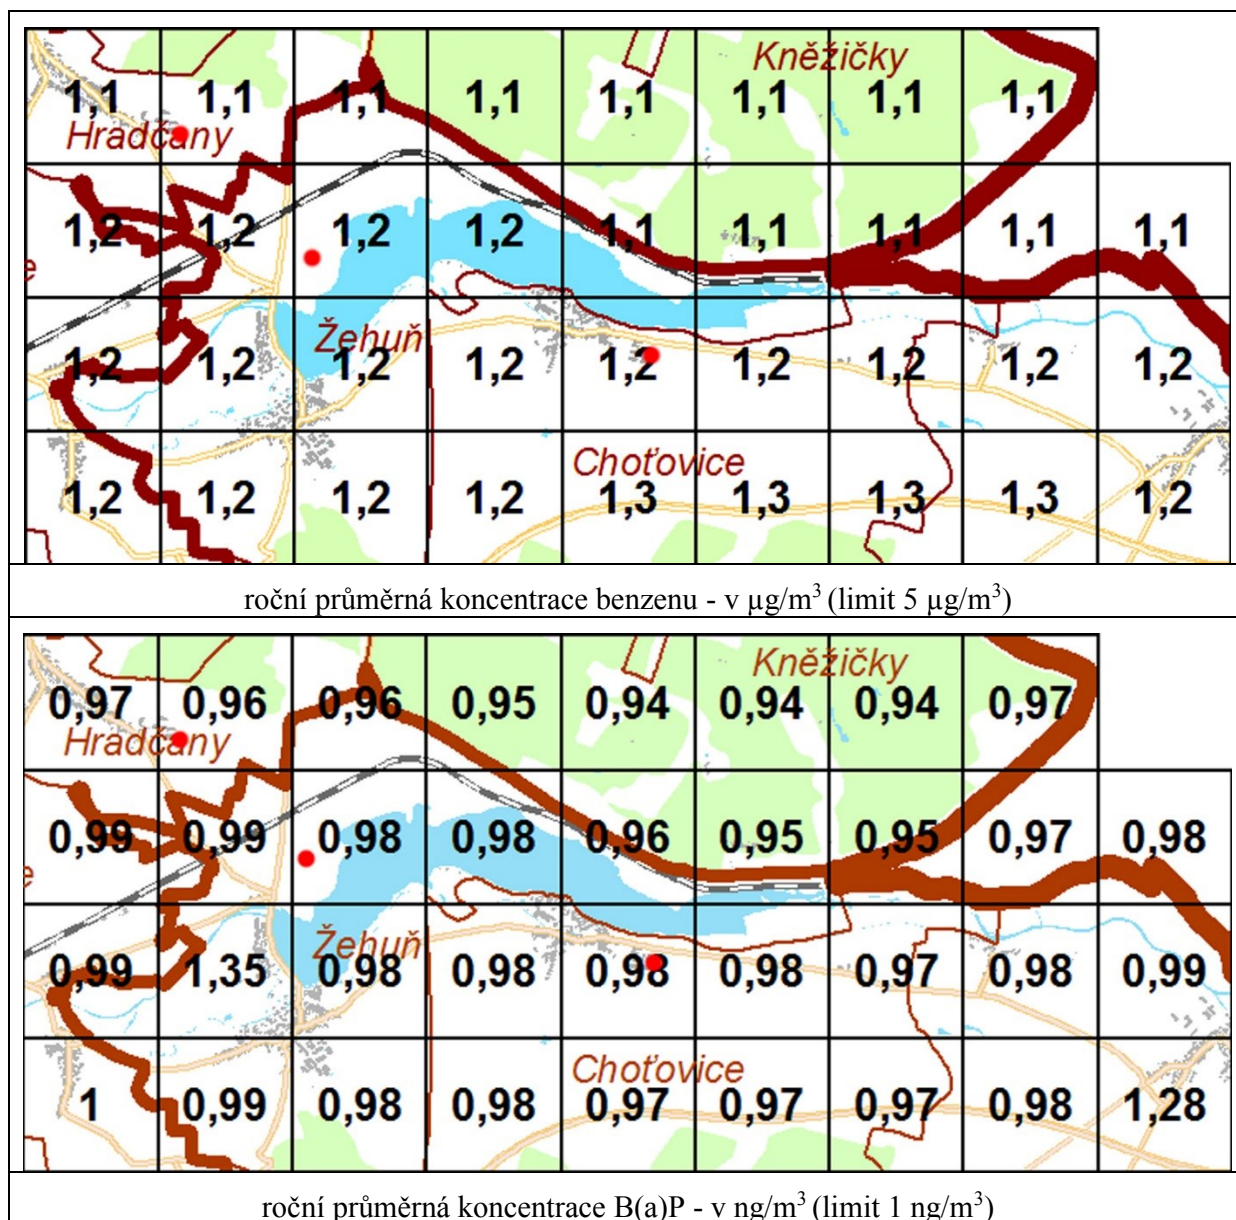 Kněžičky
1,1 1,1 1,1 1,1 1,1 1,1 1,1 1,1
Hradčany
1,2 1,2 1,2 1,2 1,1 1,1 1,1 1,1 1,1
e
Žehuň
1,2 1,2 1,2 1,2 1,2 1,2 1,2 1,2 1,2
Choťovice
1,2 1,2 1,2 1,2 1,3 1,3 1,3 1,3 1,2
roční průměrná koncentrace benzenu - v µg/m³ (limit 5 µg/m³)
Kněžičky
0,97 0,96 0,96 0,95 0,94 0,94 0,94 0,97
Hradčany
0,99 0,99 0,98 0,98 0,96 0,95 0,95 0,97 0,98
e
Žehuň
0,99 1,35 0,98 0,98 0,98 0,98 0,97 0,98 0,99
Choťovice
1 0,99 0,98 0,98 0,97 0,97 0,97 0,98 1,28
roční průměrná koncentrace B(a)P - v ng/m³ (limit 1 ng/m³)